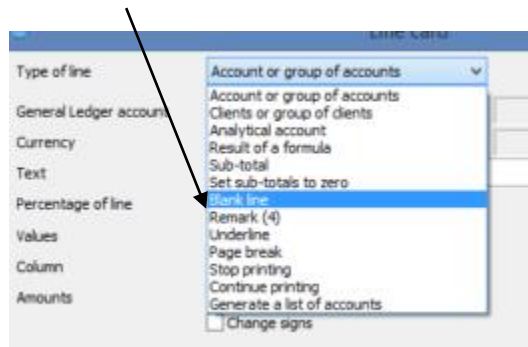 Line card
Type of line Account or group of accounts
Account or group of accounts
General Ledger account Clients or group of clients
Analytical account
Currency Result of a formula
Sub-total
Text Set sub-totals to zero
Percentage of line Blank line
Remark (4)
Values Underline
Page break
Column Stop printing
Continue printing
Amounts Generate a list of accounts
Change signs